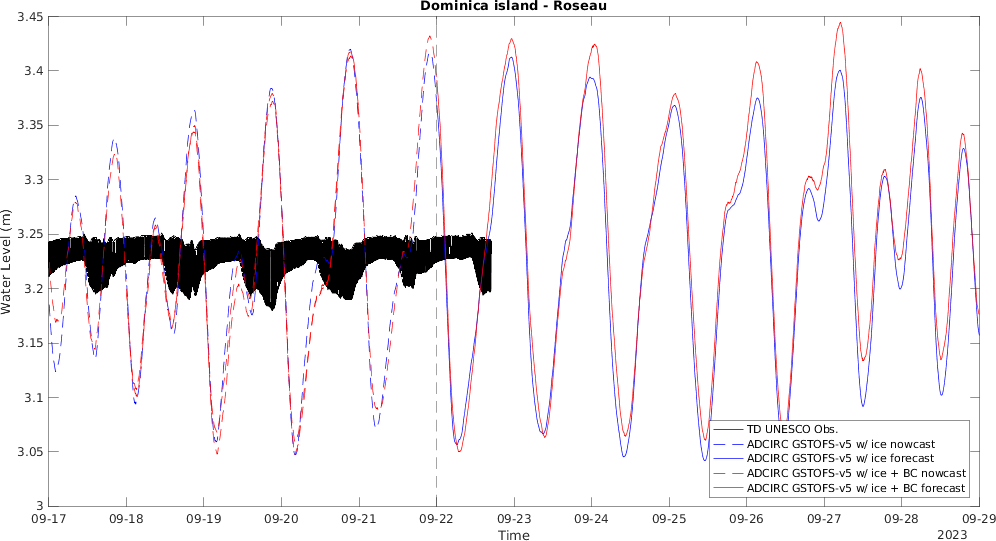 Dominica island - Roseau
3.45
3.4
3.35
3.3
3.25
3.2
3.15
3.1
3.05
3
Water Level (m)
TD UNESCO Obs.
ADCIRC GSTOFS-v5 w/ ice nowcast
ADCIRC GSTOFS-v5 w/ ice forecast
ADCIRC GSTOFS-v5 w/ ice + BC nowcast
ADCIRC GSTOFS-v5 w/ ice + BC forecast
09-17 09-18 09-19 09-20 09-21 09-22 09-23 09-24 09-25 09-26 09-27 09-28 09-29
Time
2023